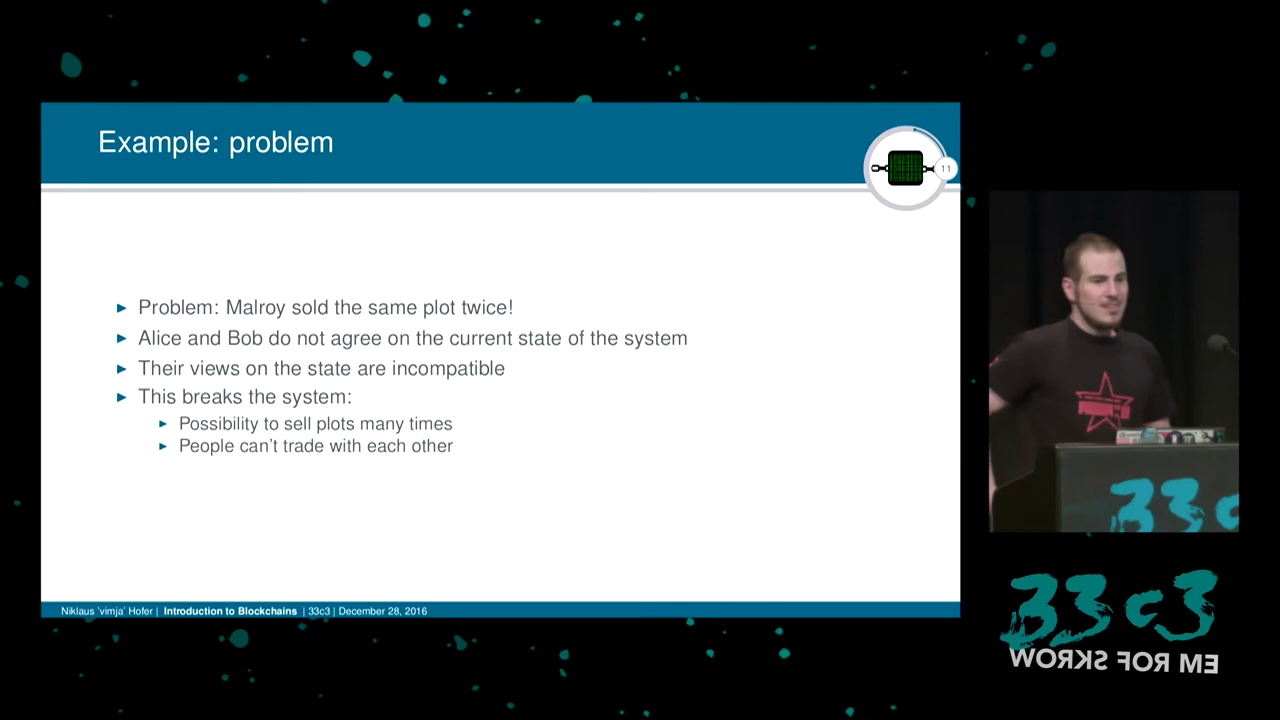 Example: problem
11
Problem: Malroy sold the same plot twice!
Alice and Bob do not agree on the current state of the system
Their views on the state are incompatible
This breaks the system:
Possibility to sell plots many times
People can't trade with each other
Niklaus 'vimja' Hofer | Introduction to Blockchains | 33c3 | December 28, 2016
33c
33c3
WORKS FOR ME